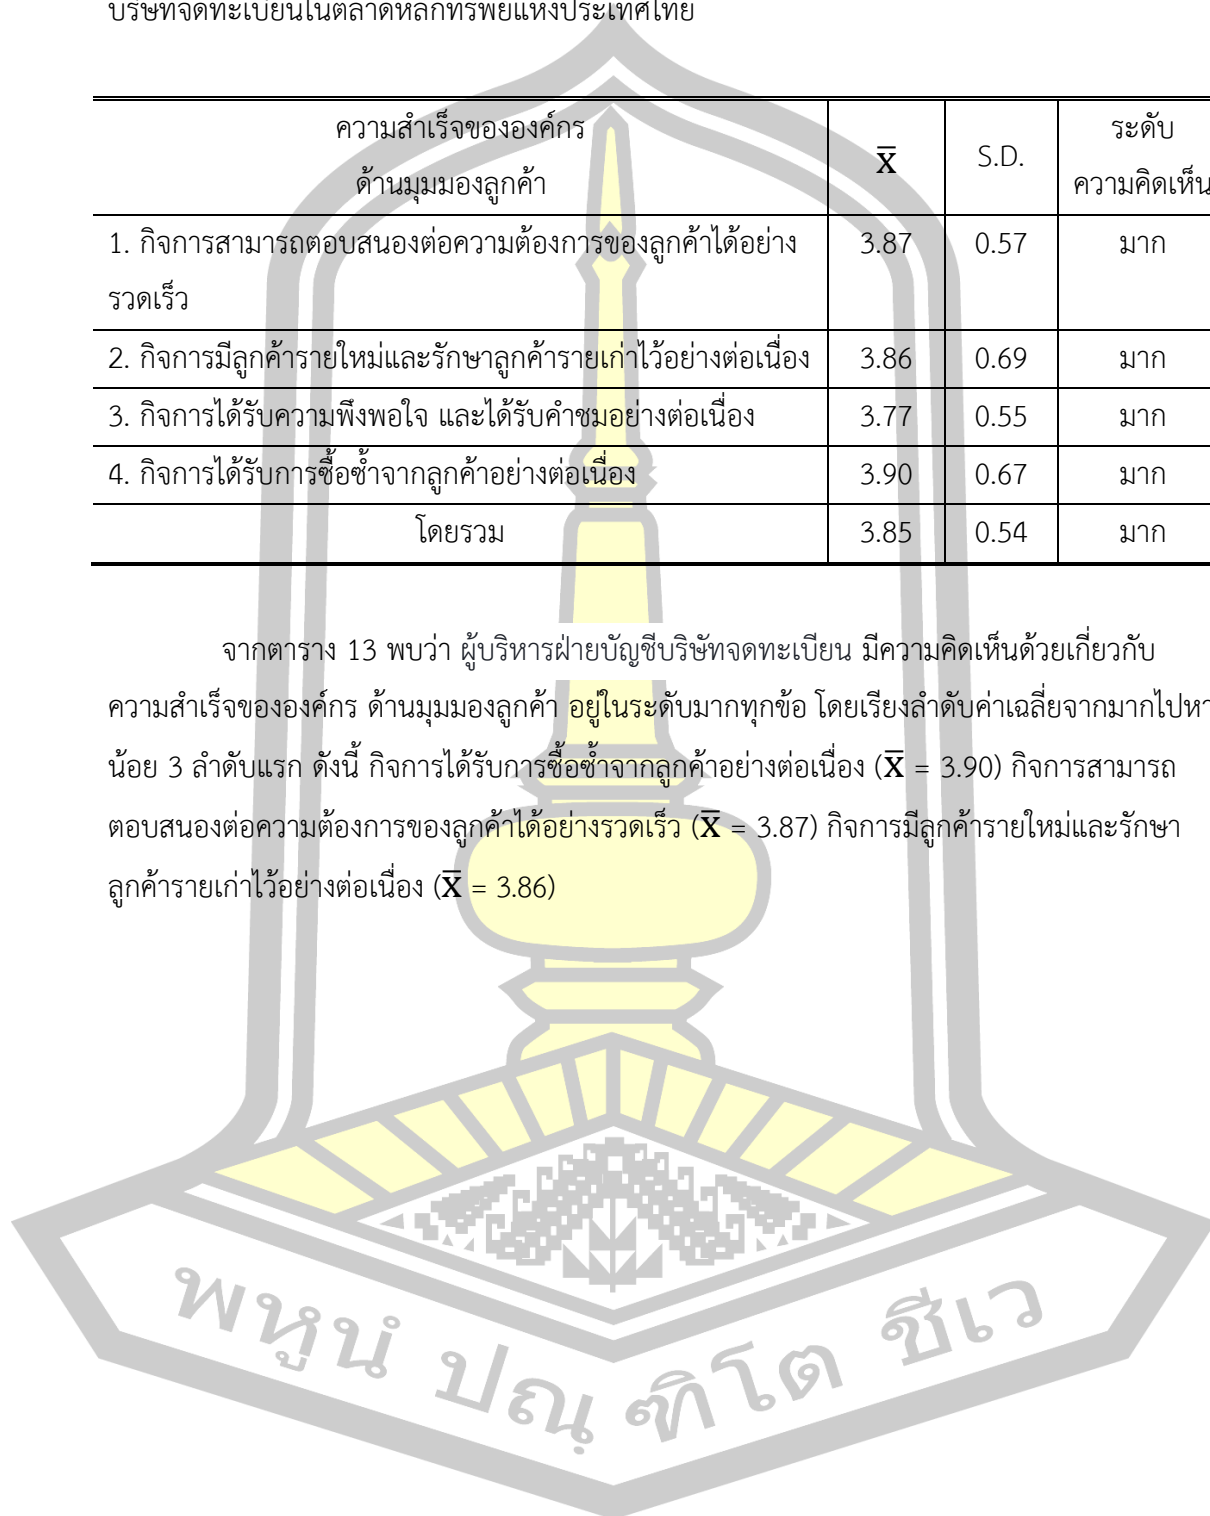 บริษัทจดทะเบียนในตลาดหลักทรัพย์แห่งประเทศไทย
ความสำเร็จขององค์กร
ด้านมุมมองลูกค้า
x̅
S.D.
ระดับ
ความคิดเห็น
1. กิจการสามารถตอบสนองต่อความต้องการของลูกค้าได้อย่าง
รวดเร็ว
3.87 0.57 มาก
2. กิจการมีลูกค้ารายใหม่และรักษาลูกค้ารายเก่าไว้อย่างต่อเนื่อง 3.86 0.69 มาก
3. กิจการได้รับความพึงพอใจ และได้รับคำชมอย่างต่อเนื่อง 3.77 0.55 มาก
4. กิจการได้รับการซื้อซ้ำจากลูกค้าอย่างต่อเนื่อง 3.90 0.67 มาก
โดยรวม 3.85 0.54 มาก
จากตาราง 13 พบว่า ผู้บริหารฝ่ายบัญชีบริษัทจดทะเบียน มีความคิดเห็นด้วยเกี่ยวกับ
ความสำเร็จขององค์กร ด้านมุมมองลูกค้า อยู่ในระดับมากทุกข้อ โดยเรียงลำดับค่าเฉลี่ยจากมากไปหา
น้อย 3 ลำดับแรก ดังนี้ กิจการได้รับการซื้อซ้ำจากลูกค้าอย่างต่อเนื่อง (x̅ = 3.90) กิจการสามารถ
ตอบสนองต่อความต้องการของลูกค้าได้อย่างรวดเร็ว (x̅ = 3.87) กิจการมีลูกค้ารายใหม่และรักษา
ลูกค้ารายเก่าไว้อย่างต่อเนื่อง (x̅ = 3.86)
พหูนํ ปณฺฑิโต ชีเว